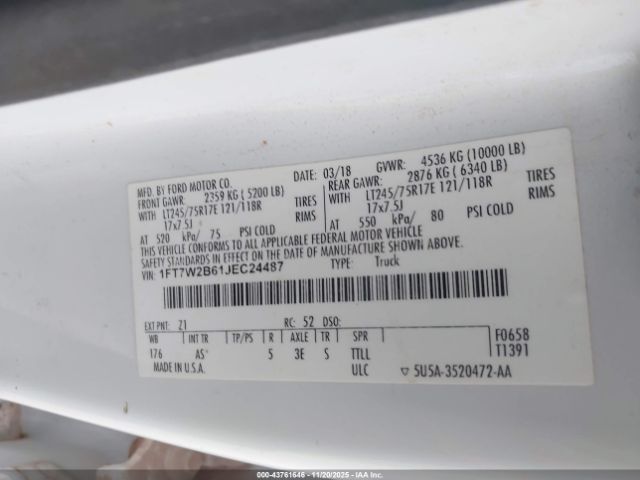 MFD. BY FORD MOTOR CO.
DATE: 03/18 GVWR: 4536 KG (10000 LB)
FRONT GAWR: 2359 KG ( 5200 LB)
REAR GAWR: 2876 KG ( 6340 LB)
WITH LT245/75R17E 121/118R TIRES
WITH LT245/75R17E 121/118R TIRES
17x7.5J RIMS
17x7.5J RIMS
AT 520 kPa/ 75 PSI COLD
AT 550 kPa/ 80 PSI COLD
THIS VEHICLE CONFORMS TO ALL APPLICABLE FEDERAL MOTOR VEHICLE
SAFETY STANDARDS IN EFFECT ON THE DATE OF MANUFACTURE SHOWN ABOVE.
VIN: 1FT7W2B61JEC24487 TYPE: Truck
EXT PNT: Z1 RC: 52 DSO: F0658
WB INT TR TP/PS R AXLE TR SPR T1391
176 AS 5 3E S TTLL
MADE IN U.S.A. ULC ▽ 5U5A-3520472-AA
000-43761646 - 11/20/2025 - IAAI.COM